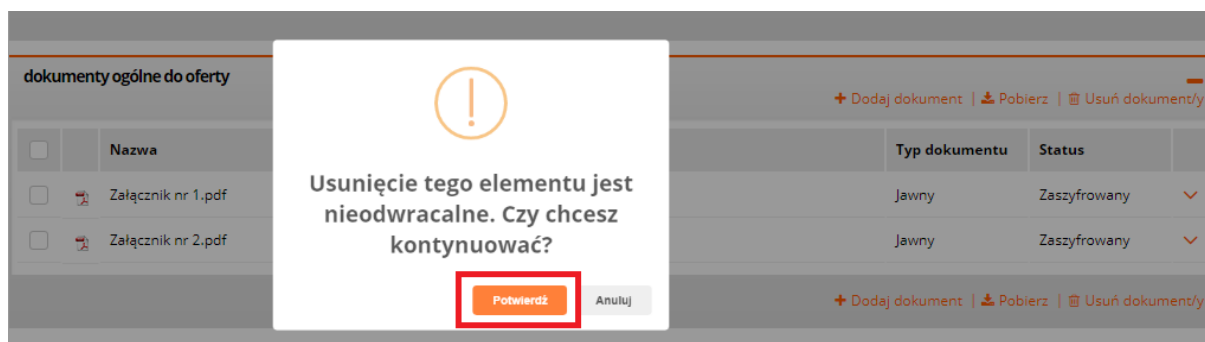 dokumenty ogólne do oferty
+ Dodaj dokument | Pobierz | Usuń dokument/y
Nazwa Typ dokumentu Status
Załącznik nr 1.pdf Jawny Zaszyfrowany
Załącznik nr 2.pdf Jawny Zaszyfrowany
Usunięcie tego elementu jest
nieodwracalne. Czy chcesz
kontynuować?
Potwierdź Anuluj
+ Dodaj dokument | Pobierz | Usuń dokument/y